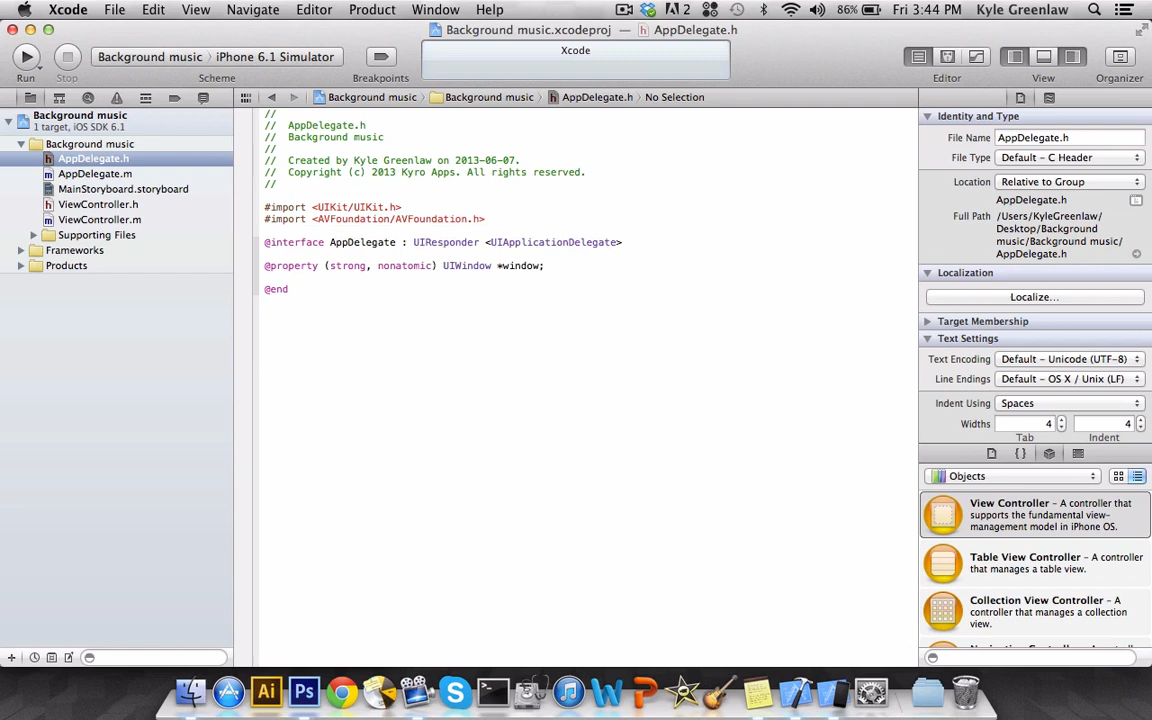 Xcode File Edit View Navigate Editor Product Window Help 2 86% Fri 3:44 PM Kyle Greenlaw
Background music.xcodeproj — AppDelegate.h
Background music › iPhone 6.1 Simulator
Xcode
Run Stop Scheme Breakpoints Editor View Organizer
Background music › Background music › AppDelegate.h › No Selection
Background music
1 target, iOS SDK 6.1
Background music
AppDelegate.h
AppDelegate.m
MainStoryboard.storyboard
ViewController.h
ViewController.m
Supporting Files
Frameworks
Products
//
// AppDelegate.h
// Background music
//
// Created by Kyle Greenlaw on 2013-06-07.
// Copyright (c) 2013 Kyro Apps. All rights reserved.
//
#import <UIKit/UIKit.h>
#import <AVFoundation/AVFoundation.h>
@interface AppDelegate : UIResponder <UIApplicationDelegate>
@property (strong, nonatomic) UIWindow *window;
@end
Identity and Type
File Name AppDelegate.h
File Type Default - C Header
Location Relative to Group
AppDelegate.h
Full Path /Users/KyleGreenlaw/
Desktop/Background
music/Background music/
AppDelegate.h
Localization
Localize...
Target Membership
Text Settings
Text Encoding Default - Unicode (UTF-8)
Line Endings Default - OS X / Unix (LF)
Indent Using Spaces
Widths 4 4
Tab Indent
{ }
Objects
View Controller - A controller that
supports the fundamental view-
management model in iPhone OS.
Table View Controller - A controller
that manages a table view.
Collection View Controller - A
controller that manages a collection
view.
Ai Ps